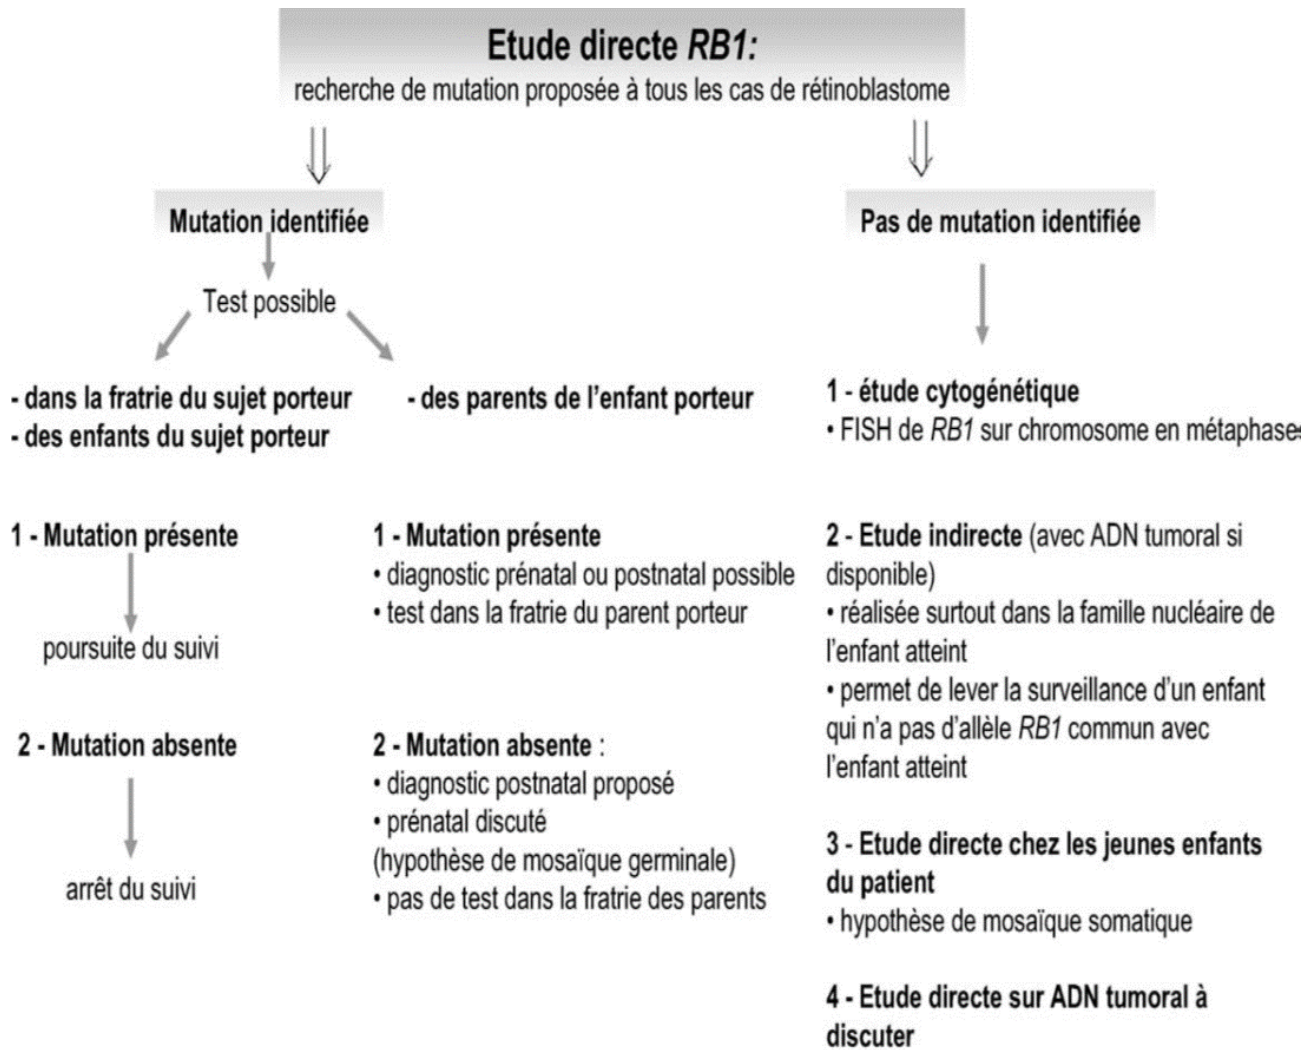 Etude directe RB1:
recherche de mutation proposée à tous les cas de rétinoblastome
Mutation identifiée
Test possible
- dans la fratrie du sujet porteur
- des enfants du sujet porteur
1 - Mutation présente
poursuite du suivi
2 - Mutation absente
arrêt du suivi
- des parents de l'enfant porteur
1 - Mutation présente
• diagnostic prénatal ou postnatal possible
• test dans la fratrie du parent porteur
2 - Mutation absente :
• diagnostic postnatal proposé
• prénatal discuté
(hypothèse de mosaïque germinale)
• pas de test dans la fratrie des parents
Pas de mutation identifiée
1 - étude cytogénétique
• FISH de RB1 sur chromosome en métaphases
2 - Etude indirecte (avec ADN tumoral si
disponible)
• réalisée surtout dans la famille nucléaire de
l'enfant atteint
• permet de lever la surveillance d'un enfant
qui n'a pas d'allèle RB1 commun avec
l'enfant atteint
3 - Etude directe chez les jeunes enfants
du patient
• hypothèse de mosaïque somatique
4 - Etude directe sur ADN tumoral à
discuter